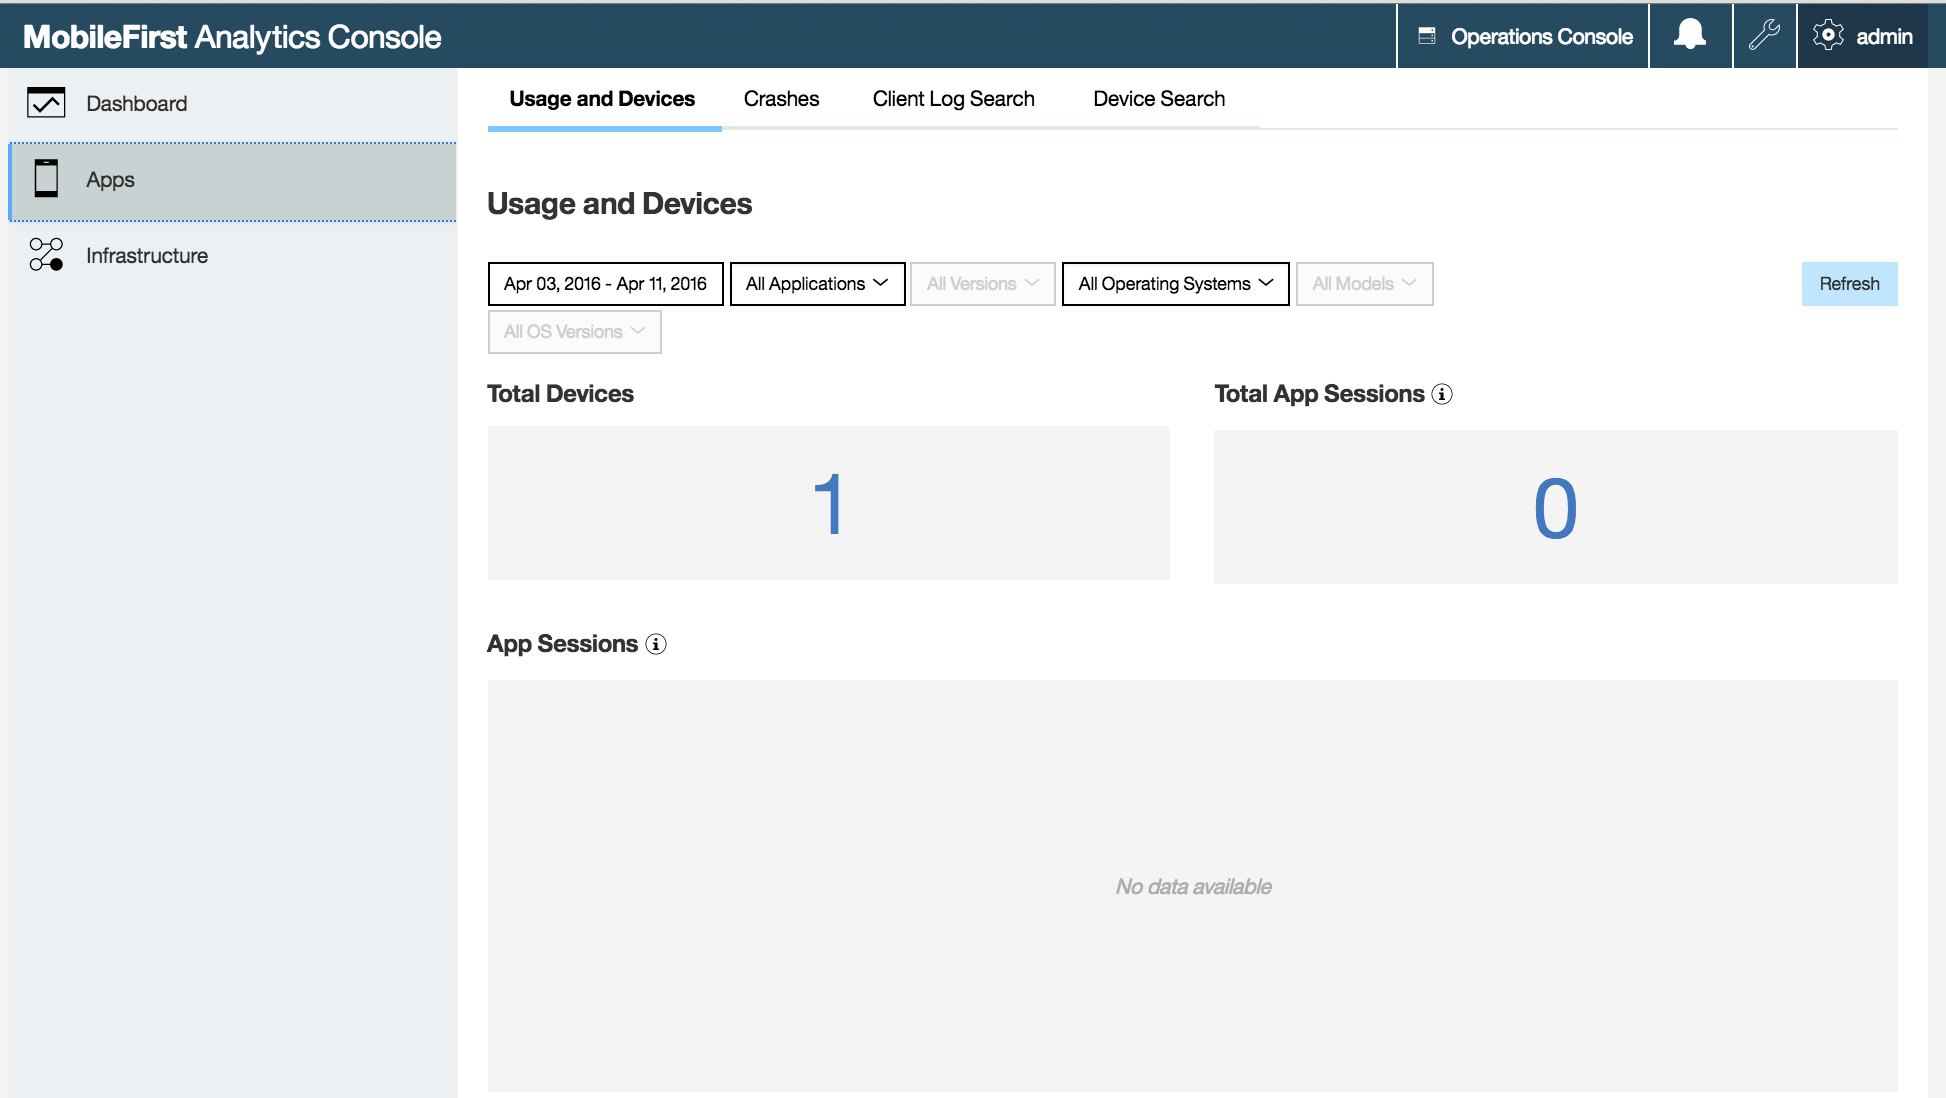 MobileFirst Analytics Console
Operations Console
admin
Dashboard
Apps
Infrastructure
Usage and Devices
Crashes
Client Log Search
Device Search
Usage and Devices
Apr 03, 2016 - Apr 11, 2016
All Applications
All Versions
All Operating Systems
All Models
Refresh
All OS Versions
Total Devices
Total App Sessions
1
0
App Sessions
No data available